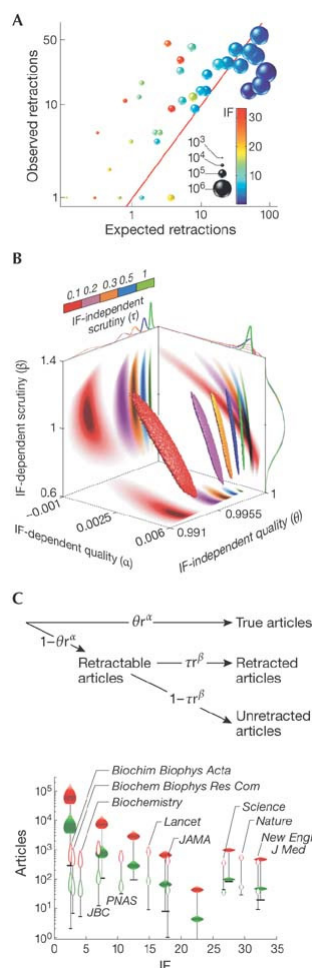 A
Observed retractions
50
10
1
1
10
100
Expected retractions
IF
30
20
10
10³
10⁴
10⁵
10⁶
B
0.1 0.2 0.3 0.5 1
IF-independent
scrutiny (τ)
IF-dependent scrutiny (β)
1.4
1
0.6
−0.001
0.0025
0.006
IF-dependent quality (α)
0.991
0.9955
1
IF-independent quality (θ)
C
θr^α
True articles
1−θr^α
Retractable
articles
τr^β
Retracted
articles
1−τr^β
Unretracted
articles
Biochim Biophys Acta
Biochem Biophys Res Com
Biochemistry
Science
Nature
Lancet
JAMA
New Engl
J Med
PNAS
JBC
Articles
10⁵
10⁴
10³
10²
10¹
10⁰
0 5 10 15 20 25 30 35
IF